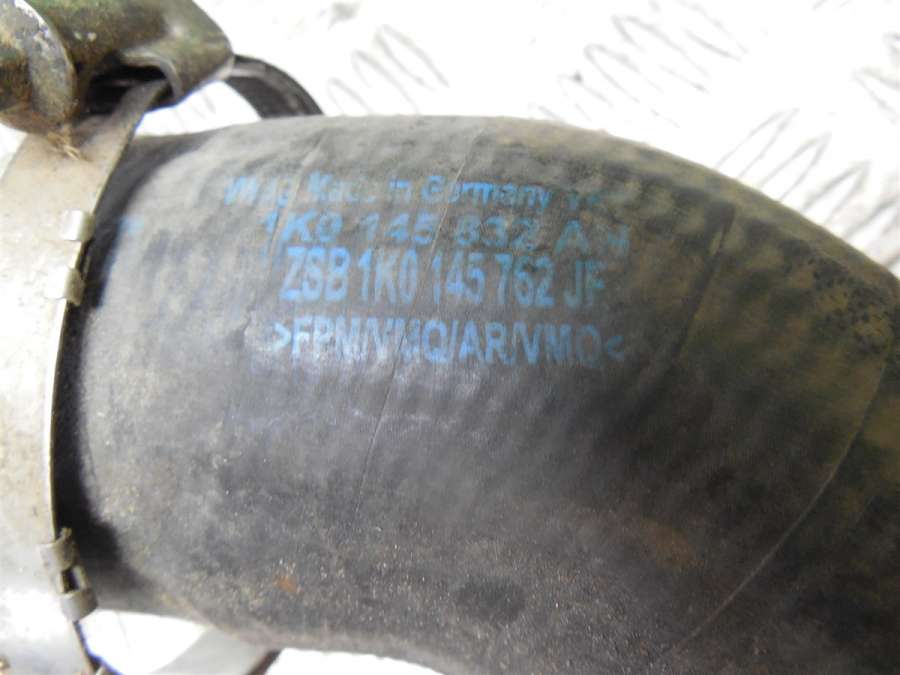 Made in Germany
1K0 145 832 A
ZSB 1K0 145 762 JF
>FPM/VMQ/AR/VMQ<